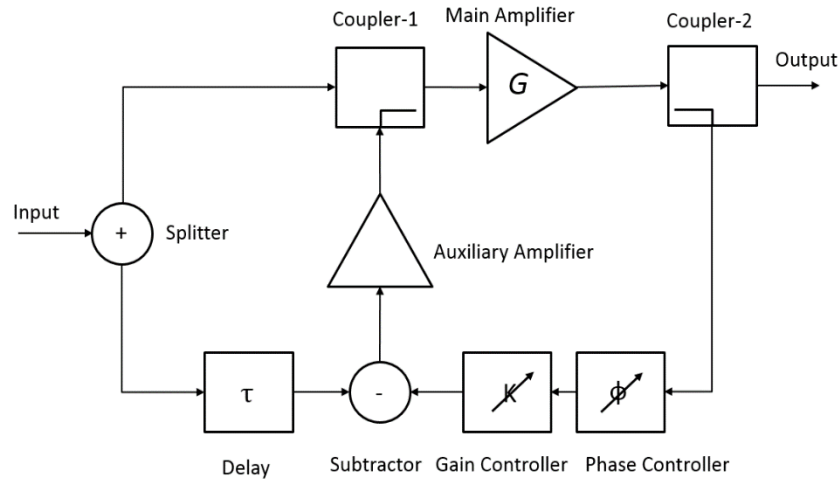 Coupler-1
Main Amplifier
Coupler-2
G
Output
Input
+
Splitter
Auxiliary Amplifier
τ
-
K
ϕ
Delay
Subtractor
Gain Controller
Phase Controller